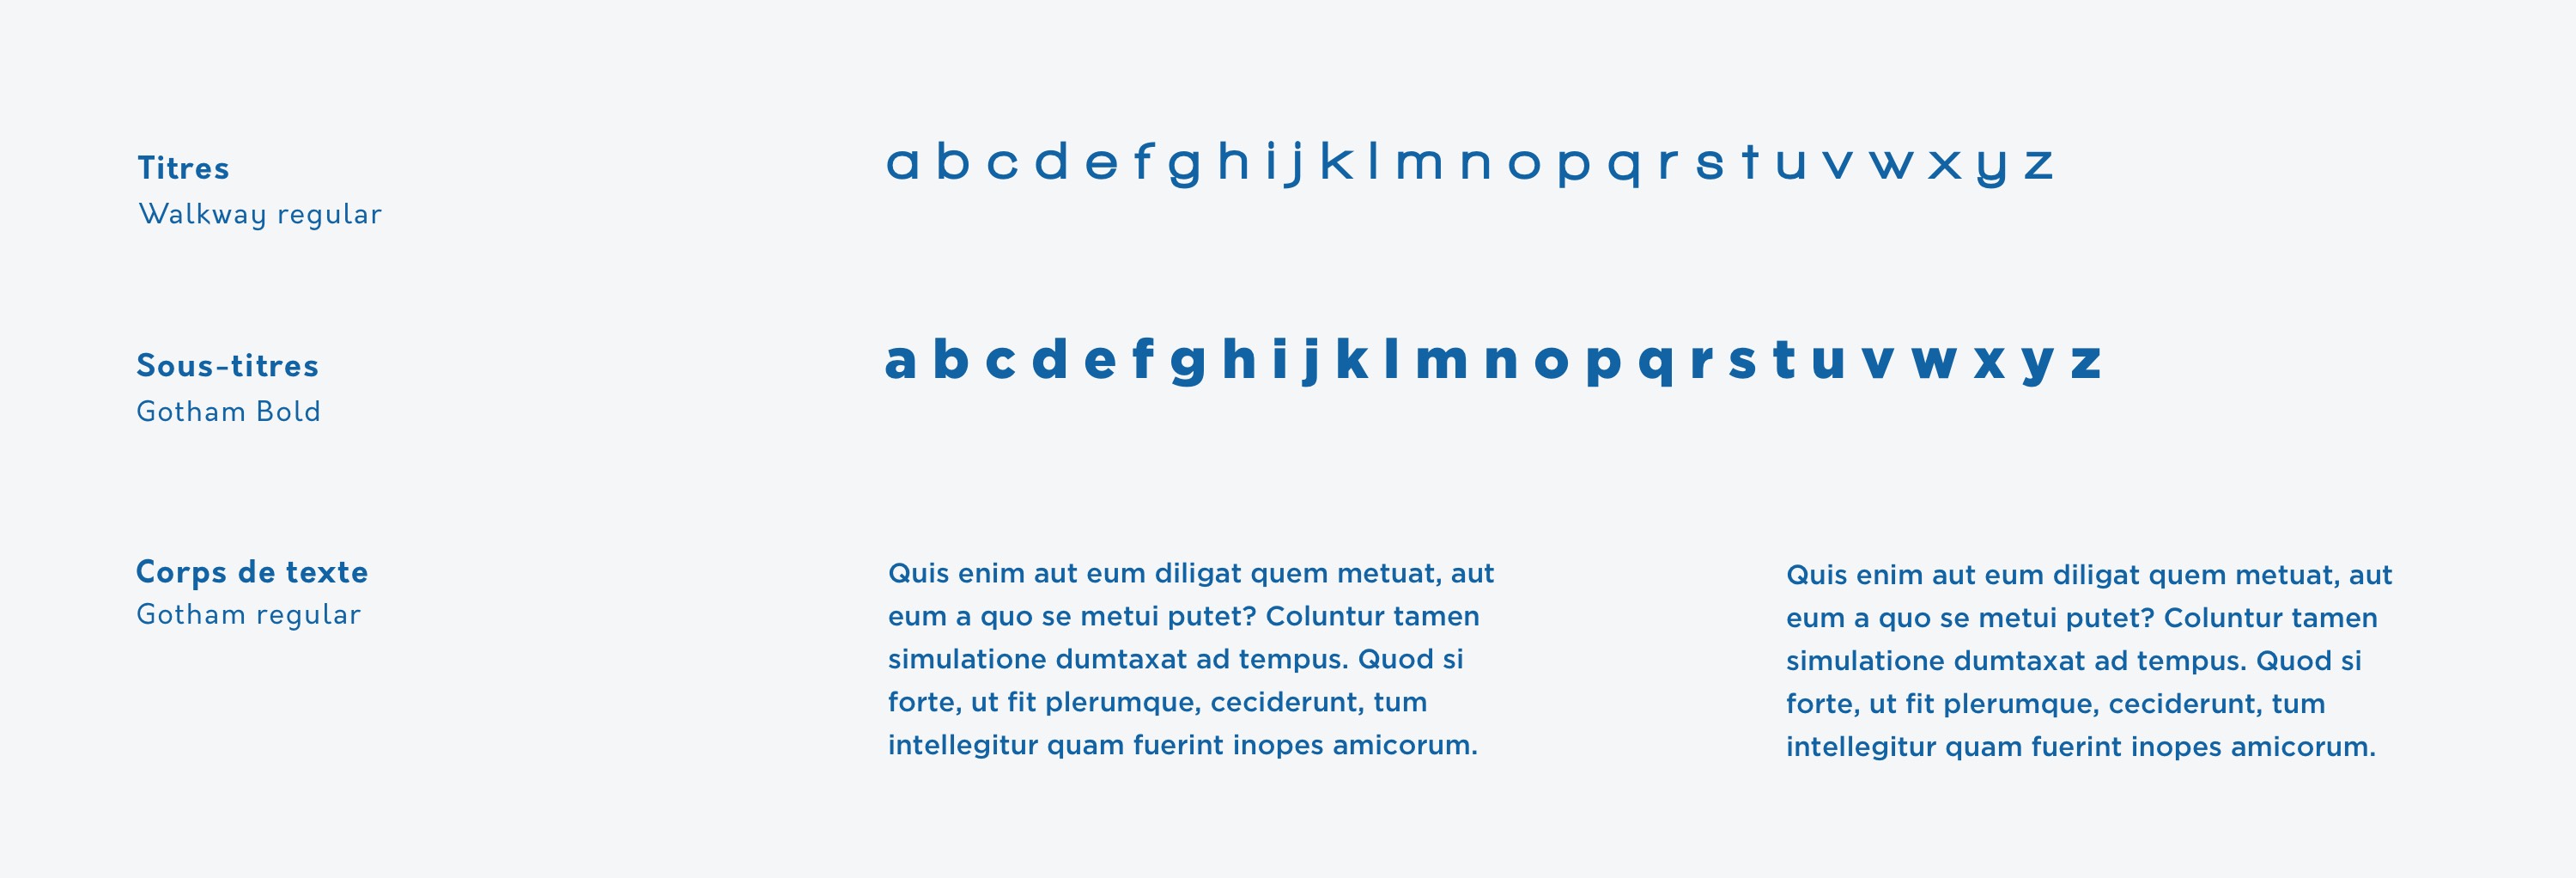 Titres
Walkway regular
a b c d e f g h i j k l m n o p q r s t u v w x y z
Sous-titres
Gotham Bold
a b c d e f g h i j k l m n o p q r s t u v w x y z
Corps de texte
Gotham regular
Quis enim aut eum diligat quem metuat, aut
eum a quo se metui putet? Coluntur tamen
simulatione dumtaxat ad tempus. Quod si
forte, ut fit plerumque, ceciderunt, tum
intellegitur quam fuerint inopes amicorum.
Quis enim aut eum diligat quem metuat, aut
eum a quo se metui putet? Coluntur tamen
simulatione dumtaxat ad tempus. Quod si
forte, ut fit plerumque, ceciderunt, tum
intellegitur quam fuerint inopes amicorum.